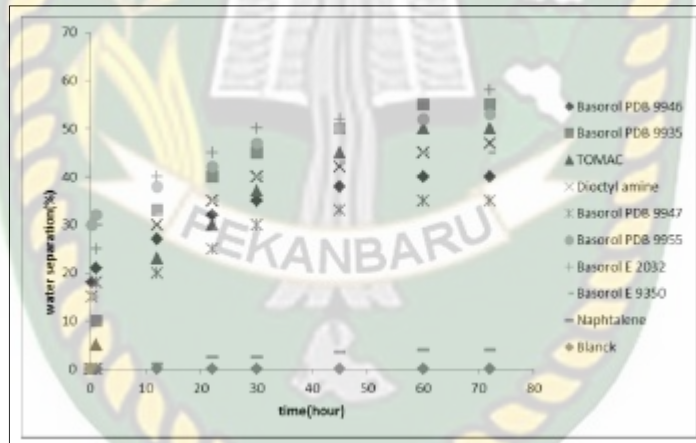 70
60
50
40
30
20
10
0
water separation(%)
0 10 20 30 40 50 60 70 80
time(hour)
Basorol PDB 9946
Basorol PDB 9935
TOMAC
Dioctyl amine
Basorol PDB 9947
Basorol PDB 9955
Basorol E 2032
Basorol E 9350
Naphtalene
Blanck
PEKANBARU